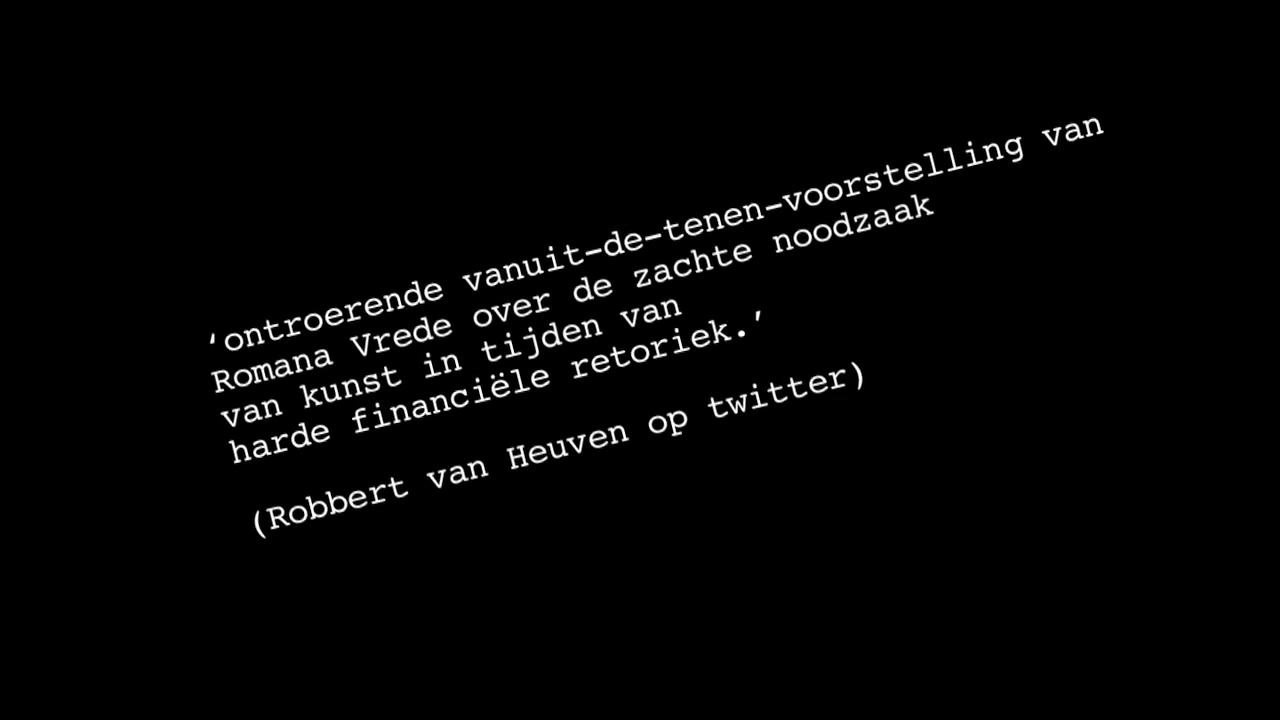 ‘ontroerende vanuit-de-tenen-voorstelling van
Romana Vrede over de zachte noodzaak
van kunst in tijden van
harde financiële retoriek.’
(Robbert van Heuven op twitter)